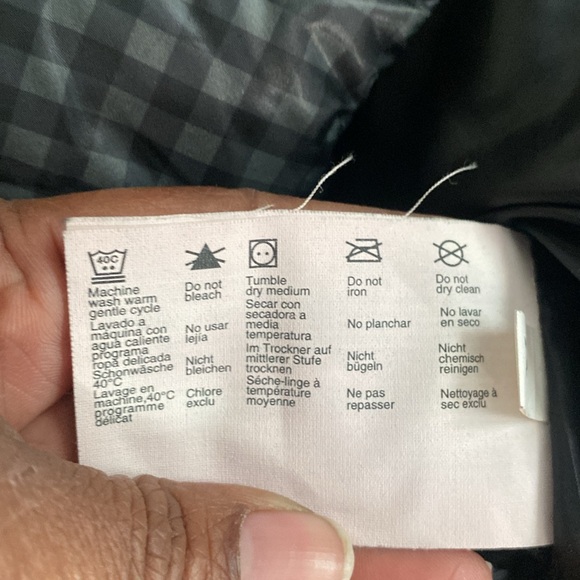 40C
Machine
wash warm
gentle cycle
Lavado a
máquina con
agua caliente
programa
ropa delicada
Schonwäsche
40°C
Lavage en
machine,40°C
programme
délicat
Do not
bleach
No usar
lejía
Nicht
bleichen
Chlore
exclu
Tumble
dry medium
Secar con
secadora a
media
temperatura
Im Trockner auf
mittlerer Stufe
trocknen
Séche-linge à
température
moyenne
Do not
iron
No planchar
Nicht
bügeln
Ne pas
repasser
Do not
dry clean
No lavar
en seco
Nicht
chemisch
reinigen
Nettoyage à
sec exclu